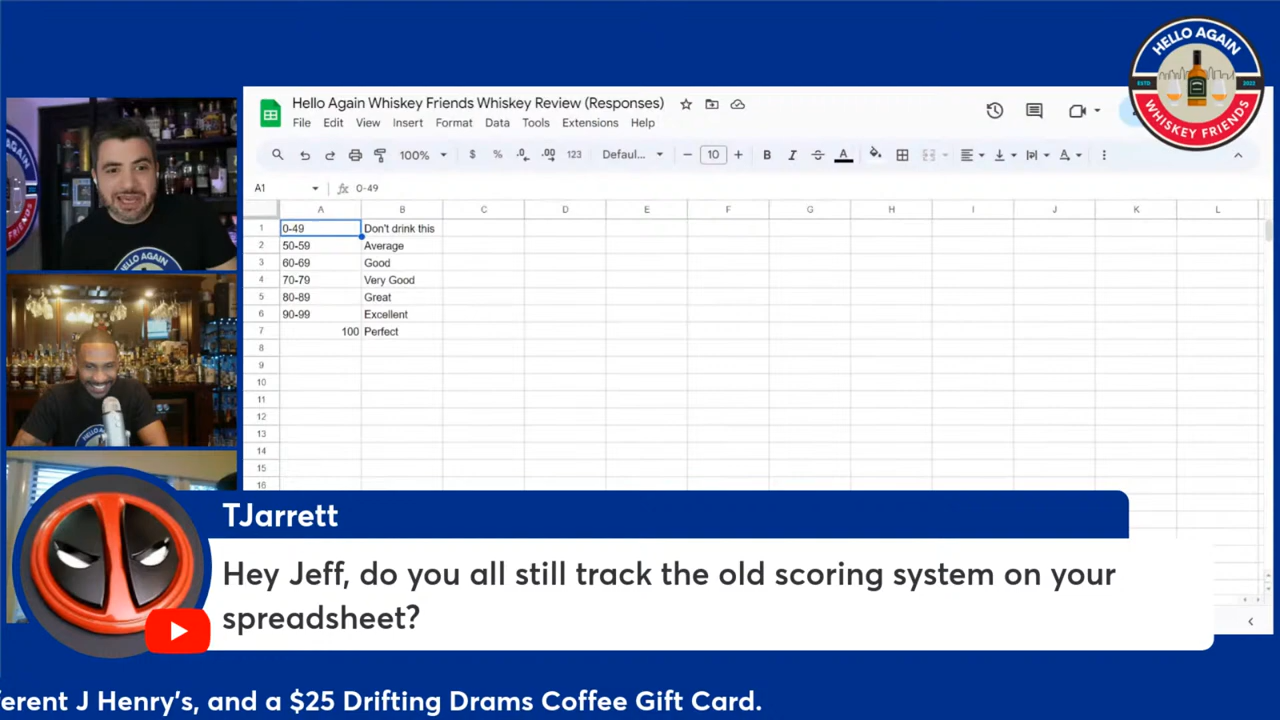 HELLO AGAIN
ESTD 2022
WHISKEY FRIENDS
Hello Again Whiskey Friends Whiskey Review (Responses)
File Edit View Insert Format Data Tools Extensions Help
100% $ % .0 .00 123 Defaul... 10 B I A
A1 fx 0-49
A B C D E F G H I J K L
1 0-49 Don't drink this
2 50-59 Average
3 60-69 Good
4 70-79 Very Good
5 80-89 Great
6 90-99 Excellent
7 100 Perfect
8
9
10
11
12
13
14
15
16
HELLO AGAIN
TJarrett
Hey Jeff, do you all still track the old scoring system on your
spreadsheet?
ferent J Henry's, and a $25 Drifting Drams Coffee Gift Card.